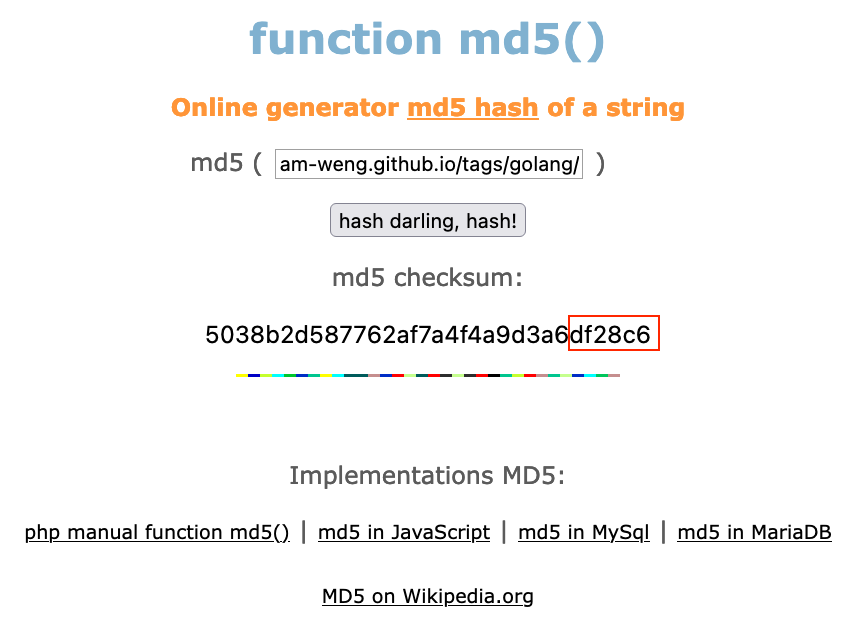 function md5()
Online generator md5 hash of a string
md5 ( am-weng.github.io/tags/golang/ )
hash darling, hash!
md5 checksum:
5038b2d587762af7a4f4a9d3a6df28c6
Implementations MD5:
php manual function md5() | md5 in JavaScript | md5 in MySql | md5 in MariaDB
MD5 on Wikipedia.org